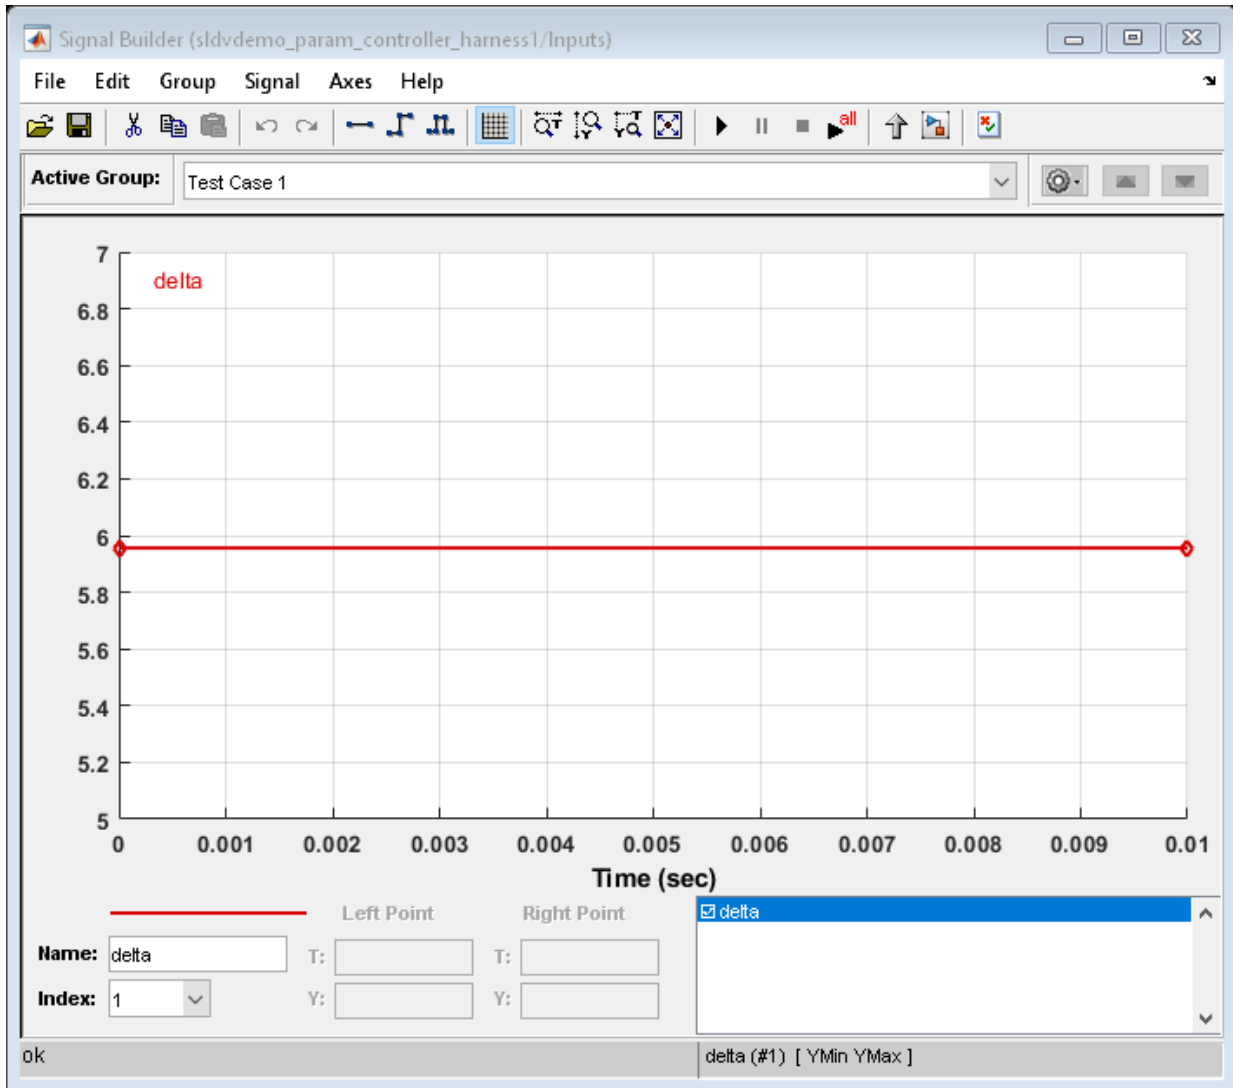 Signal Builder (sldvdemo_param_controller_harness1/Inputs)
File Edit Group Signal Axes Help
all
Active Group: Test Case 1
7
delta
6.8
6.6
6.4
6.2
6
5.8
5.6
5.4
5.2
5
0 0.001 0.002 0.003 0.004 0.005 0.006 0.007 0.008 0.009 0.01
Time (sec)
Left Point Right Point delta
Name: delta T: T:
Index: 1 Y: Y:
ok delta (#1) [ YMin YMax ]